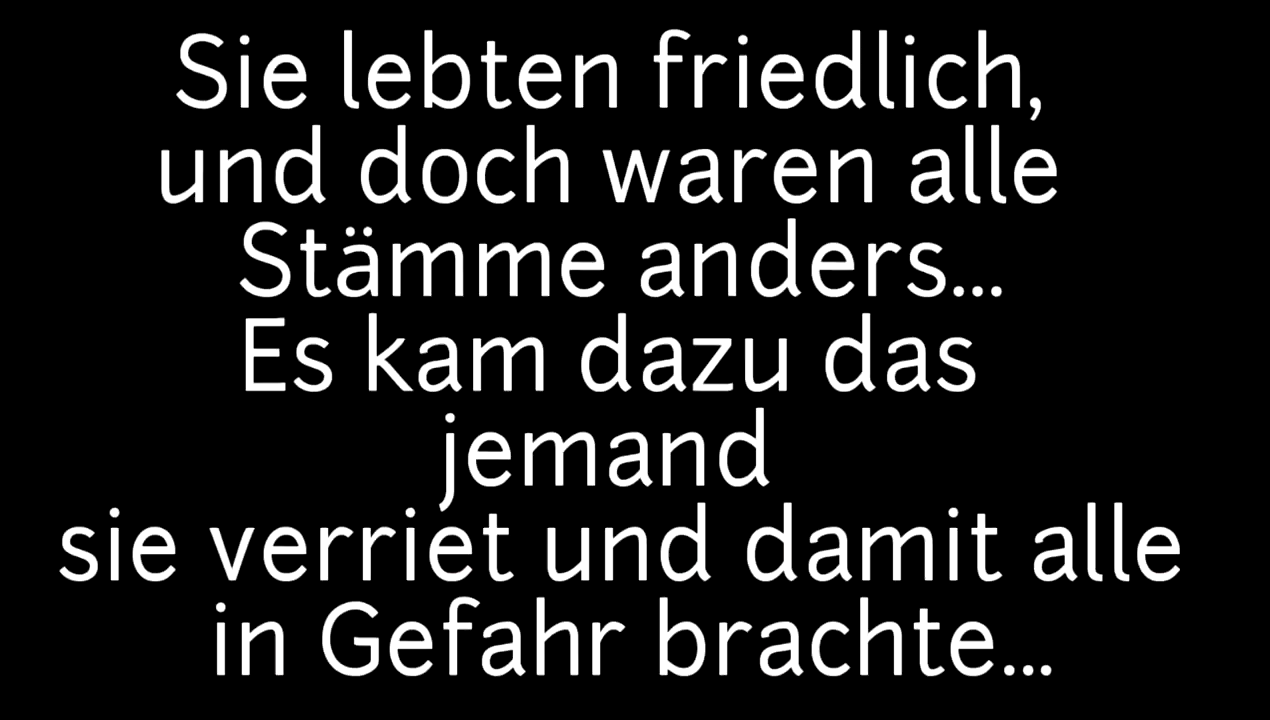 Sie lebten friedlich,
und doch waren alle
Stämme anders...
Es kam dazu das
jemand
sie verriet und damit alle
in Gefahr brachte...